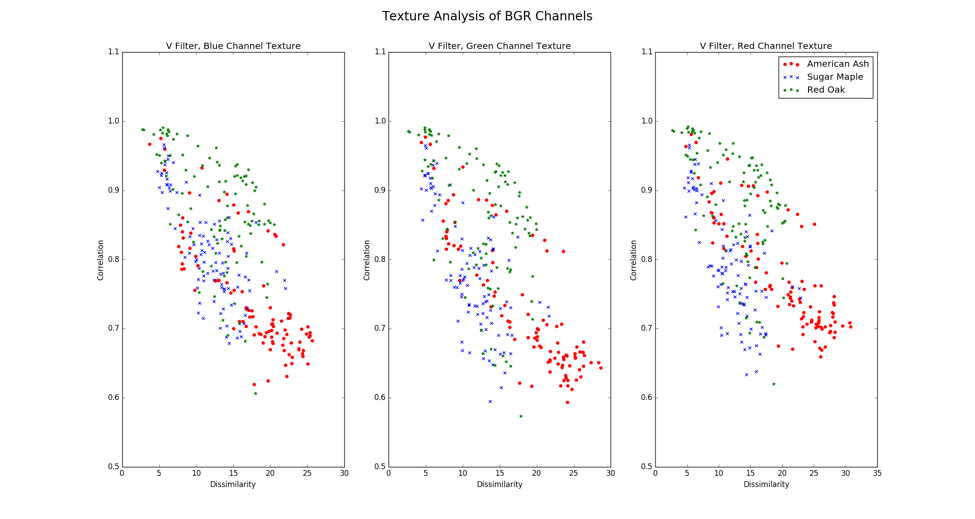 Texture Analysis of BGR Channels
V Filter, Blue Channel Texture
V Filter, Green Channel Texture
V Filter, Red Channel Texture
American Ash
Sugar Maple
Red Oak
1.1
1.0
0.9
0.8
0.7
0.6
0.5
Correlation
0 5 10 15 20 25 30
Dissimilarity
1.1
1.0
0.9
0.8
0.7
0.6
0.5
Correlation
0 5 10 15 20 25 30
Dissimilarity
1.1
1.0
0.9
0.8
0.7
0.6
0.5
Correlation
0 5 10 15 20 25 30 35
Dissimilarity